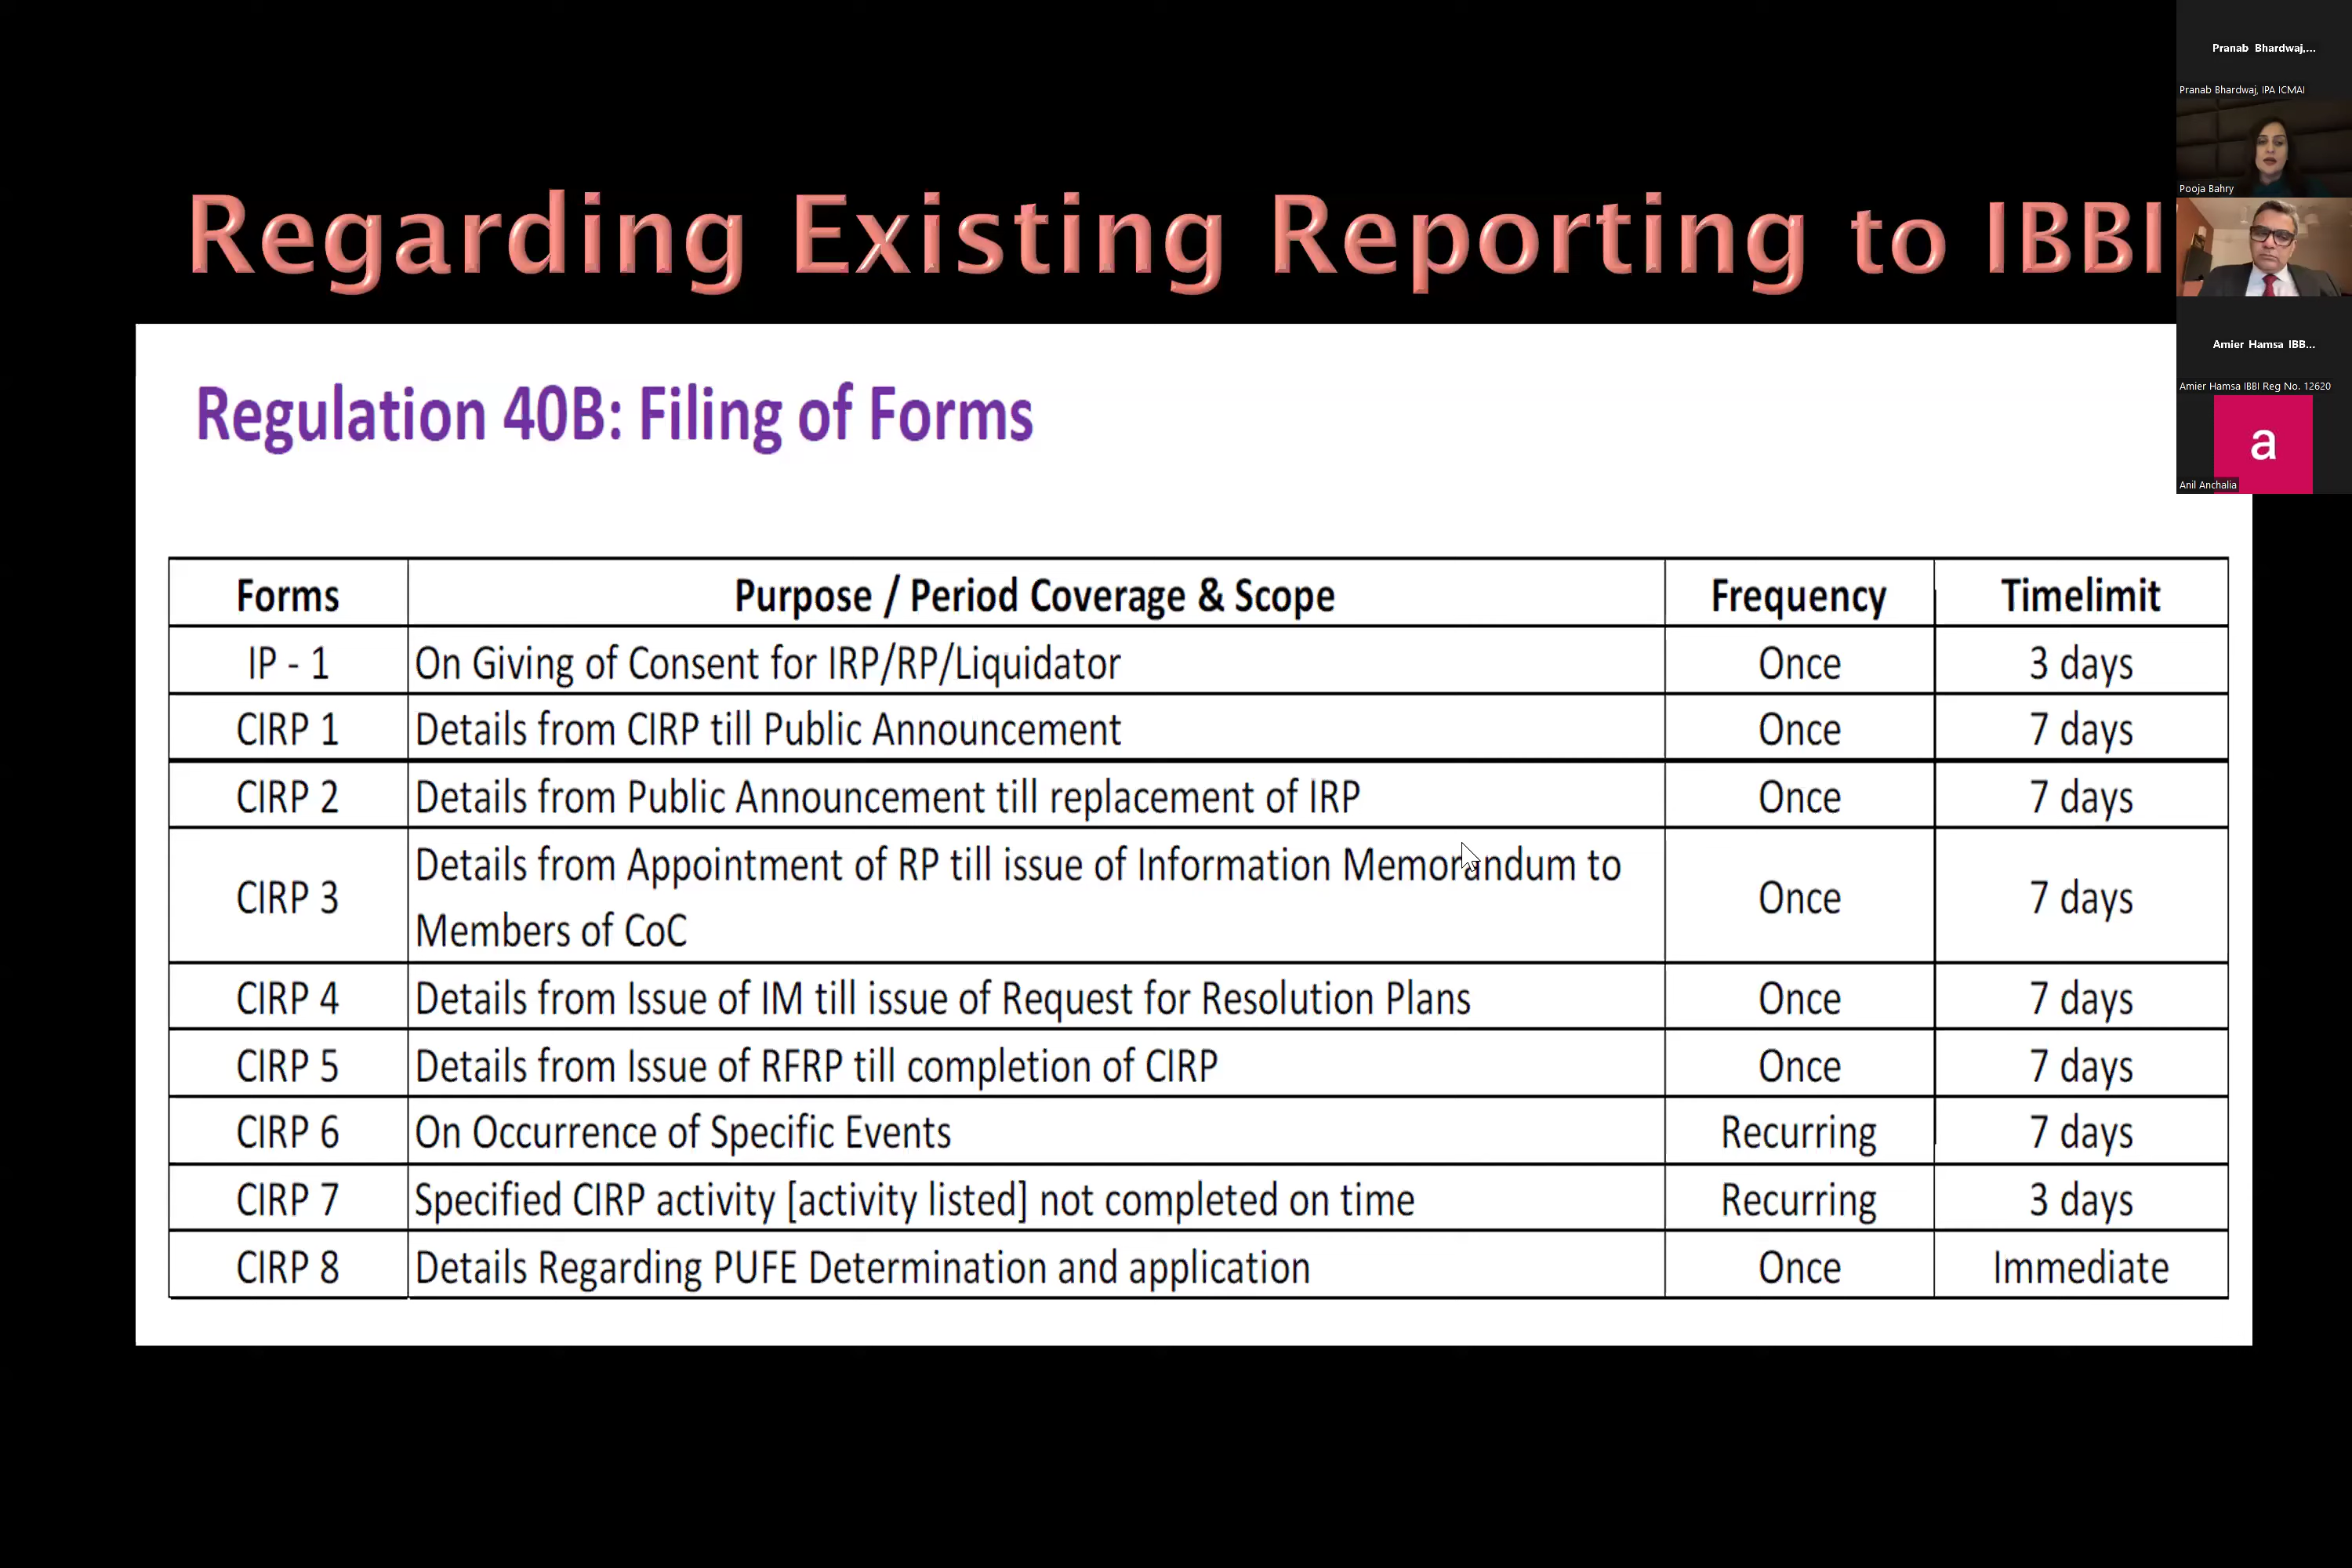 Regarding Existing Reporting to IBBI
Regulation 40B: Filing of Forms
Forms Purpose / Period Coverage & Scope Frequency Timelimit
IP - 1 On Giving of Consent for IRP/RP/Liquidator Once 3 days
CIRP 1 Details from CIRP till Public Announcement Once 7 days
CIRP 2 Details from Public Announcement till replacement of IRP Once 7 days
CIRP 3 Details from Appointment of RP till issue of Information Memorandum to
Members of CoC Once 7 days
CIRP 4 Details from Issue of IM till issue of Request for Resolution Plans Once 7 days
CIRP 5 Details from Issue of RFRP till completion of CIRP Once 7 days
CIRP 6 On Occurrence of Specific Events Recurring 7 days
CIRP 7 Specified CIRP activity [activity listed] not completed on time Recurring 3 days
CIRP 8 Details Regarding PUFE Determination and application Once Immediate
Pranab Bhardwaj,...
Pranab Bhardwaj, IPA ICMAI
Pooja Bahry
Amier Hamsa IBB...
Amier Hamsa IBBI Reg No. 12620
a
Anil Anchalia